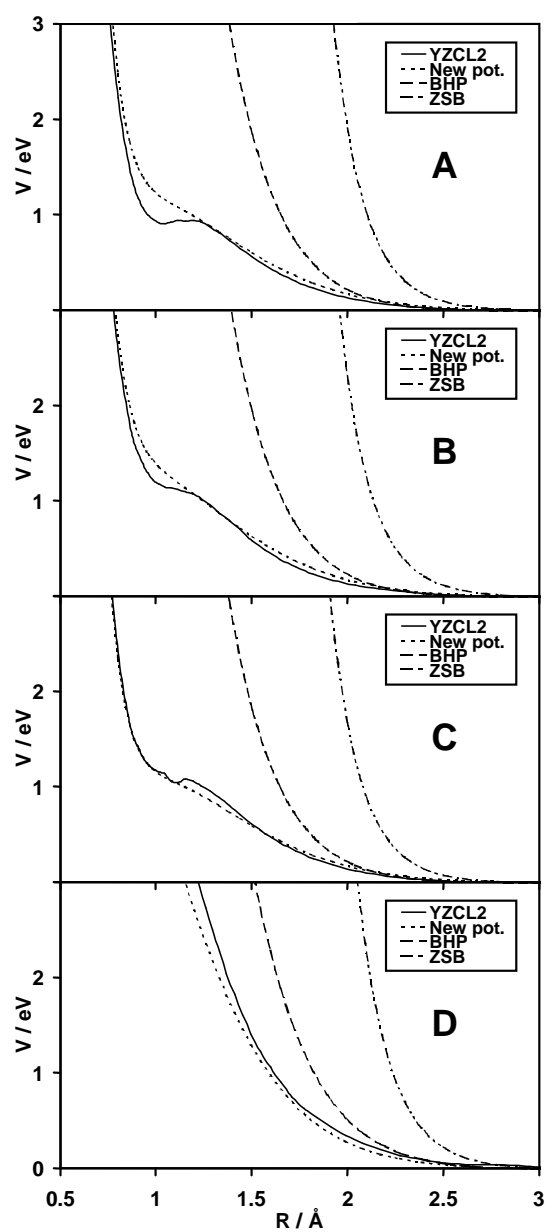 3
2
1
V / eV
YZCL2
New pot.
BHP
ZSB
A
2
1
V / eV
YZCL2
New pot.
BHP
ZSB
B
2
1
V / eV
YZCL2
New pot.
BHP
ZSB
C
2
1
0
V / eV
YZCL2
New pot.
BHP
ZSB
D
0.5 1 1.5 2 2.5 3
R / Å